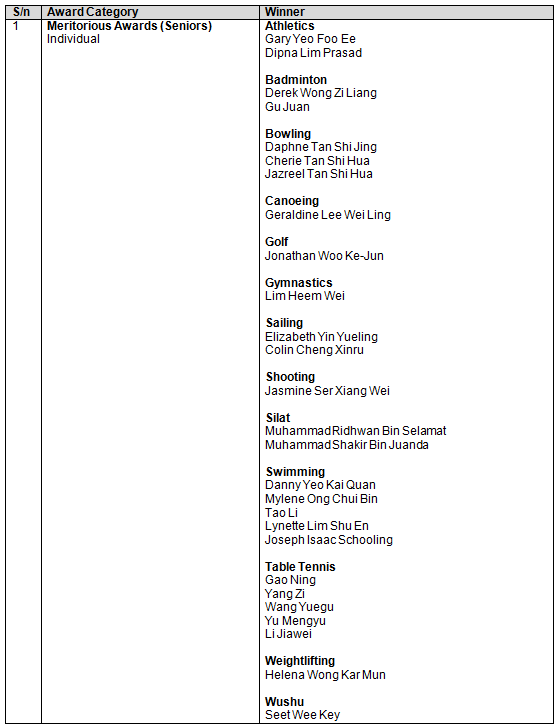 S/n Award Category Winner
1 Meritorious Awards (Seniors) Athletics
Individual Gary Yeo Foo Ee
Dipna Lim Prasad
Badminton
Derek Wong Zi Liang
Gu Juan
Bowling
Daphne Tan Shi Jing
Cherie Tan Shi Hua
Jazreel Tan Shi Hua
Canoeing
Geraldine Lee Wei Ling
Golf
Jonathan Woo Ke-Jun
Gymnastics
Lim Heem Wei
Sailing
Elizabeth Yin Yueling
Colin Cheng Xinru
Shooting
Jasmine Ser Xiang Wei
Silat
Muhammad Ridhwan Bin Selamat
Muhammad Shakir Bin Juanda
Swimming
Danny Yeo Kai Quan
Mylene Ong Chui Bin
Tao Li
Lynette Lim Shu En
Joseph Isaac Schooling
Table Tennis
Gao Ning
Yang Zi
Wang Yuegu
Yu Mengyu
Li Jiawei
Weightlifting
Helena Wong Kar Mun
Wushu
Seet Wee Key